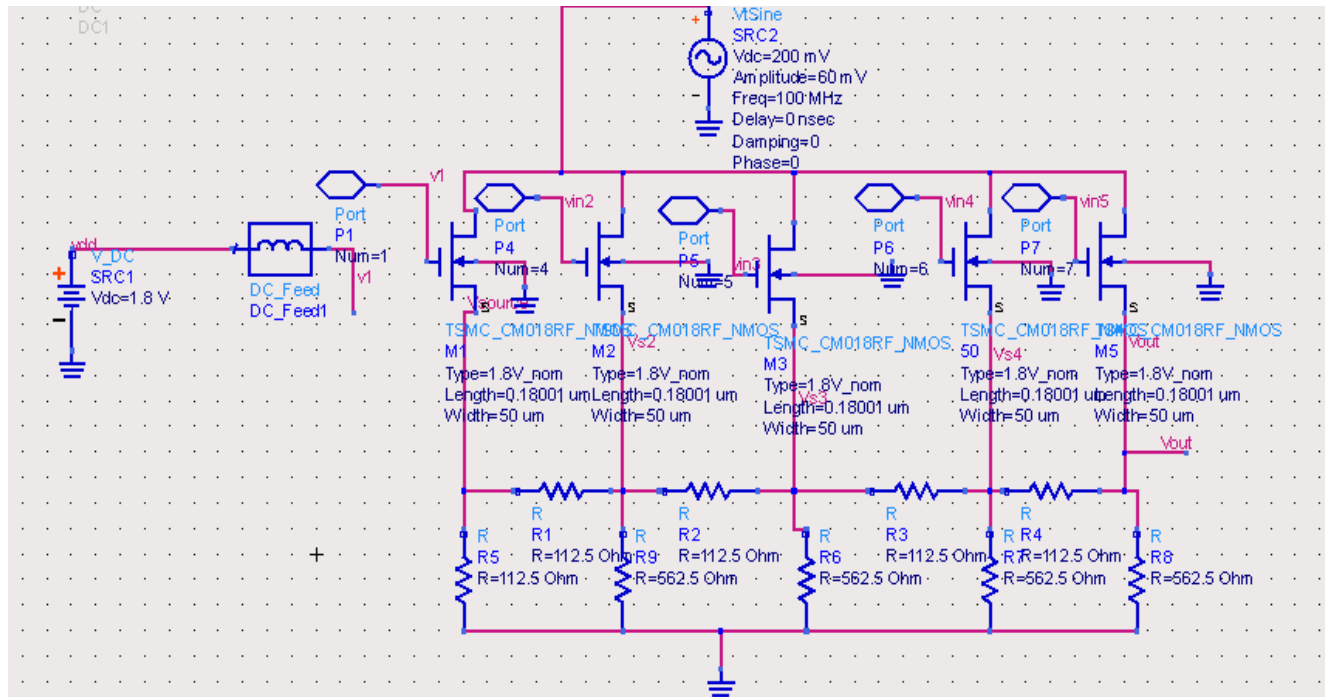 DC
DC1
+
VtSine
SRC2
Vdc=200 mV
Amplitude=60 mV
Freq=100 MHz
Delay=0 nsec
Damping=0
Phase=0
-
v1
Port
P1
Num=1
vdd
V_DC
SRC1
Vdc=1.8 V
+
-
DC_Feed
DC_Feed1
v1
vin2
Port
P4
Num=4
vin3
Port
P5
Num=5
vin4
Port
P6
Num=6
vin5
Port
P7
Num=7
Vsource
S
TSMC_CM018RF_NMOS
M1
Type=1.8V_nom
Length=0.18001 um
Width=50 um
S
TSMC_CM018RF_NMOS
Vs2
M2
Type=1.8V_nom
Length=0.18001 um
Width=50 um
S
TSMC_CM018RF_NMOS
M3
Type=1.8V_nom
Vs3
Length=0.18001 um
Width=50 um
S
TSMC_CM018RF_NMOS
50
Vs4
Type=1.8V_nom
Length=0.18001 um
Width=50 um
S
TSMC_CM018RF_NMOS
M5
Vout
Type=1.8V_nom
Length=0.18001 um
Width=50 um
Vout
R
R1
R=112.5 Ohm
R
R2
R=112.5 Ohm
R
R3
R=112.5 Ohm
R
R4
R=112.5 Ohm
R
R5
R=112.5 Ohm
R
R9
R=562.5 Ohm
R
R6
R=562.5 Ohm
R
R7
R=562.5 Ohm
R
R8
R=562.5 Ohm